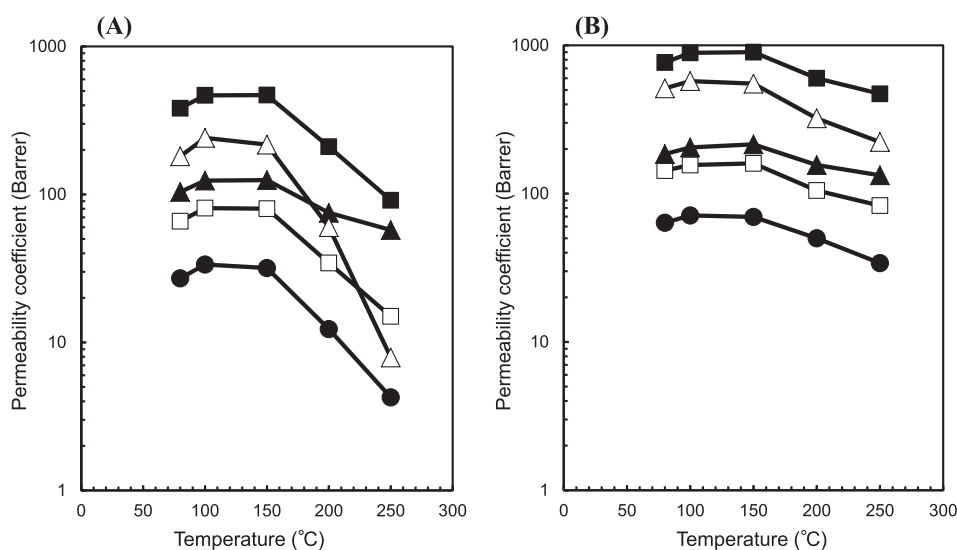 (A)
1000
100
10
1
0 50 100 150 200 250 300
Temperature (°C)
Permeability coefficient (Barrer)
(B)
1000
100
10
1
0 50 100 150 200 250 300
Temperature (°C)
Permeability coefficient (Barrer)